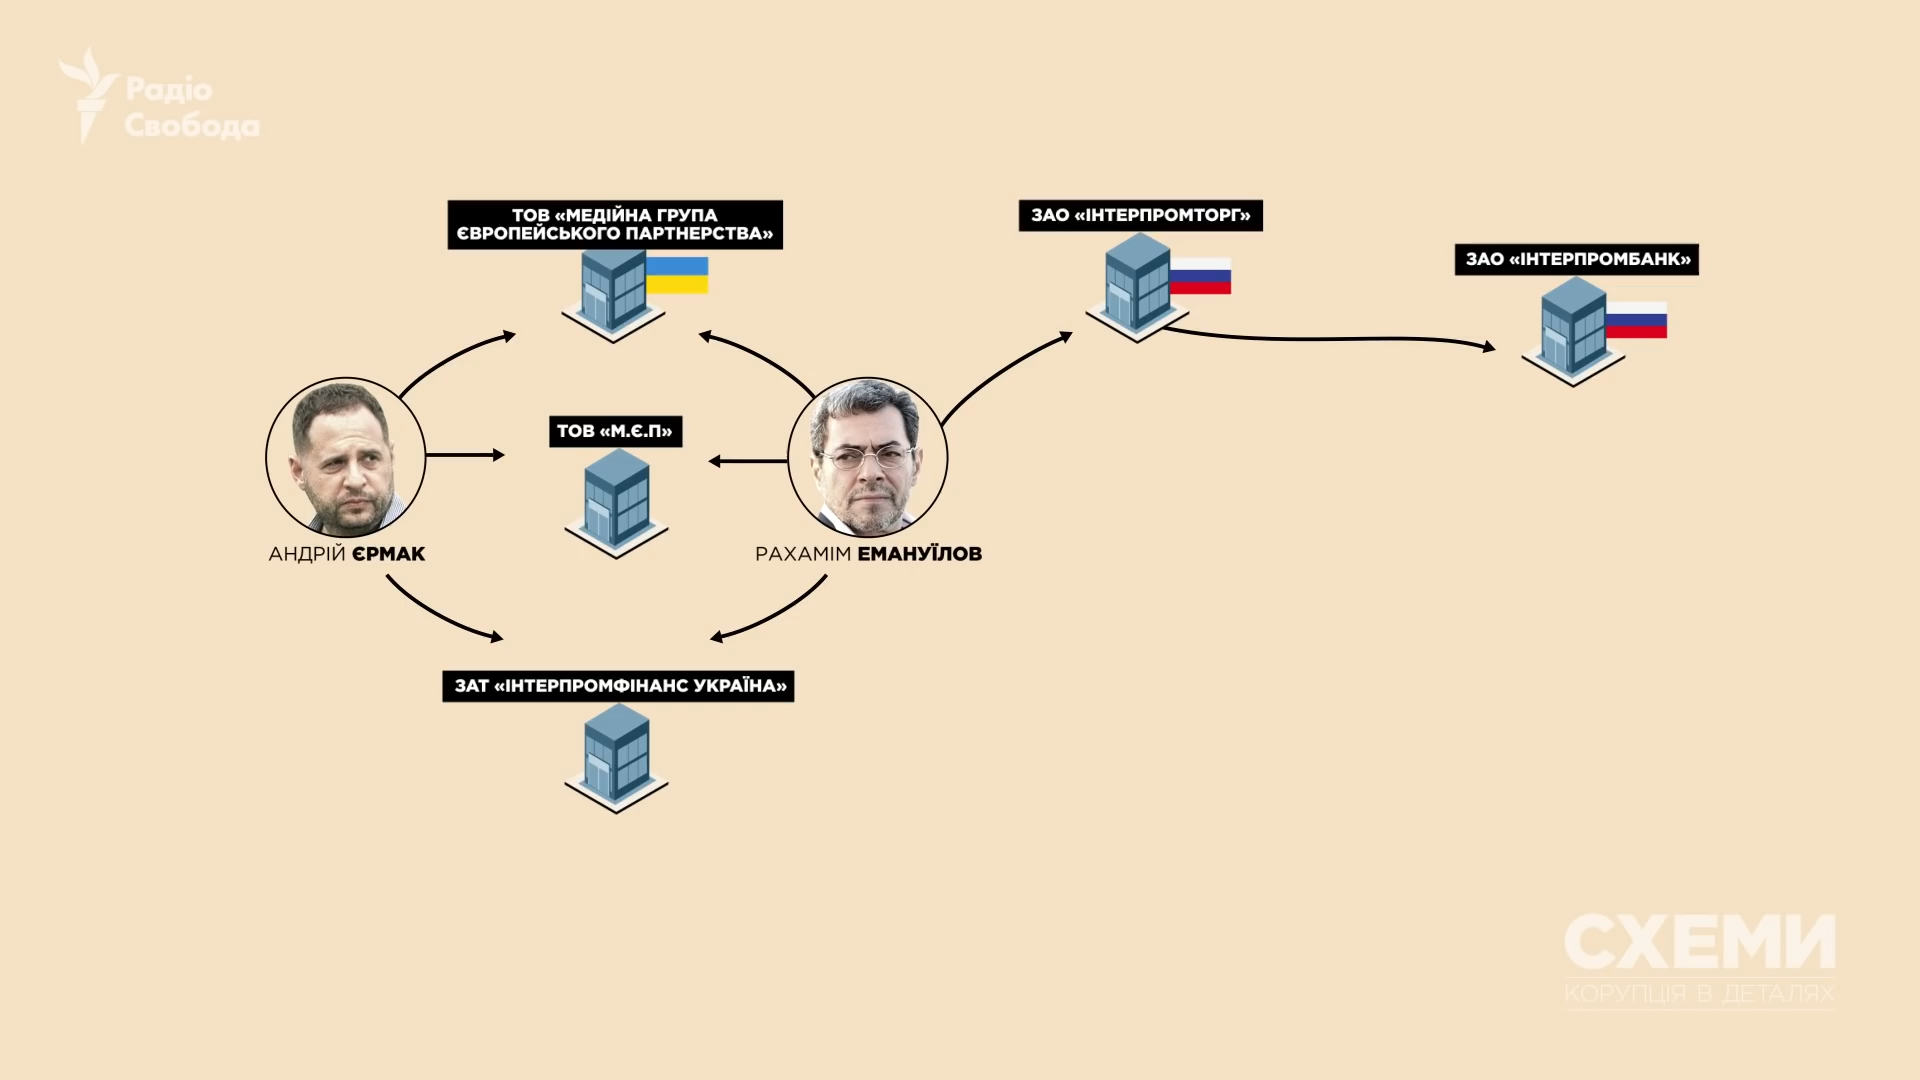 Радіо
Свобода
ТОВ «МЕДІЙНА ГРУПА
ЄВРОПЕЙСЬКОГО ПАРТНЕРСТВА»
ЗАО «ІНТЕРПРОМТОРГ»
ЗАО «ІНТЕРПРОМБАНК»
ТОВ «М.Є.П»
АНДРІЙ ЄРМАК
РАХАМІМ ЕМАНУЇЛОВ
ЗАТ «ІНТЕРПРОМФІНАНС УКРАЇНА»
СХЕМИ
КОРУПЦІЯ В ДЕТАЛЯХ